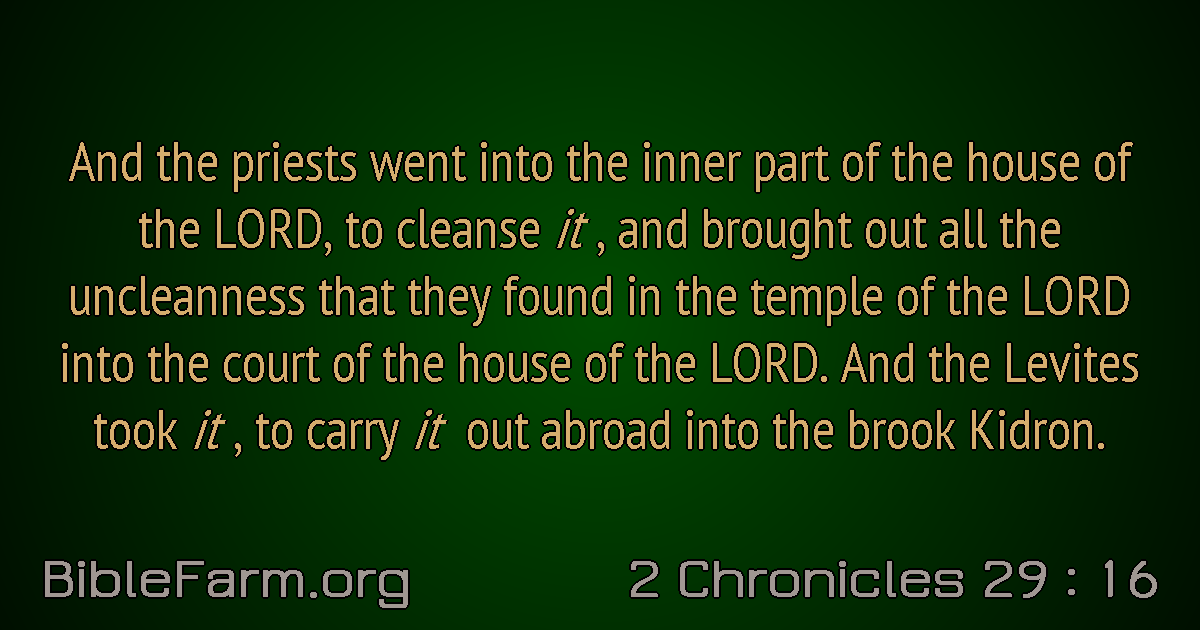 And the priests went into the inner part of the house of
the LORD, to cleanse it , and brought out all the
uncleanness that they found in the temple of the LORD
into the court of the house of the LORD. And the Levites
took it , to carry it out abroad into the brook Kidron.
BibleFarm.org
2 Chronicles 29 : 16